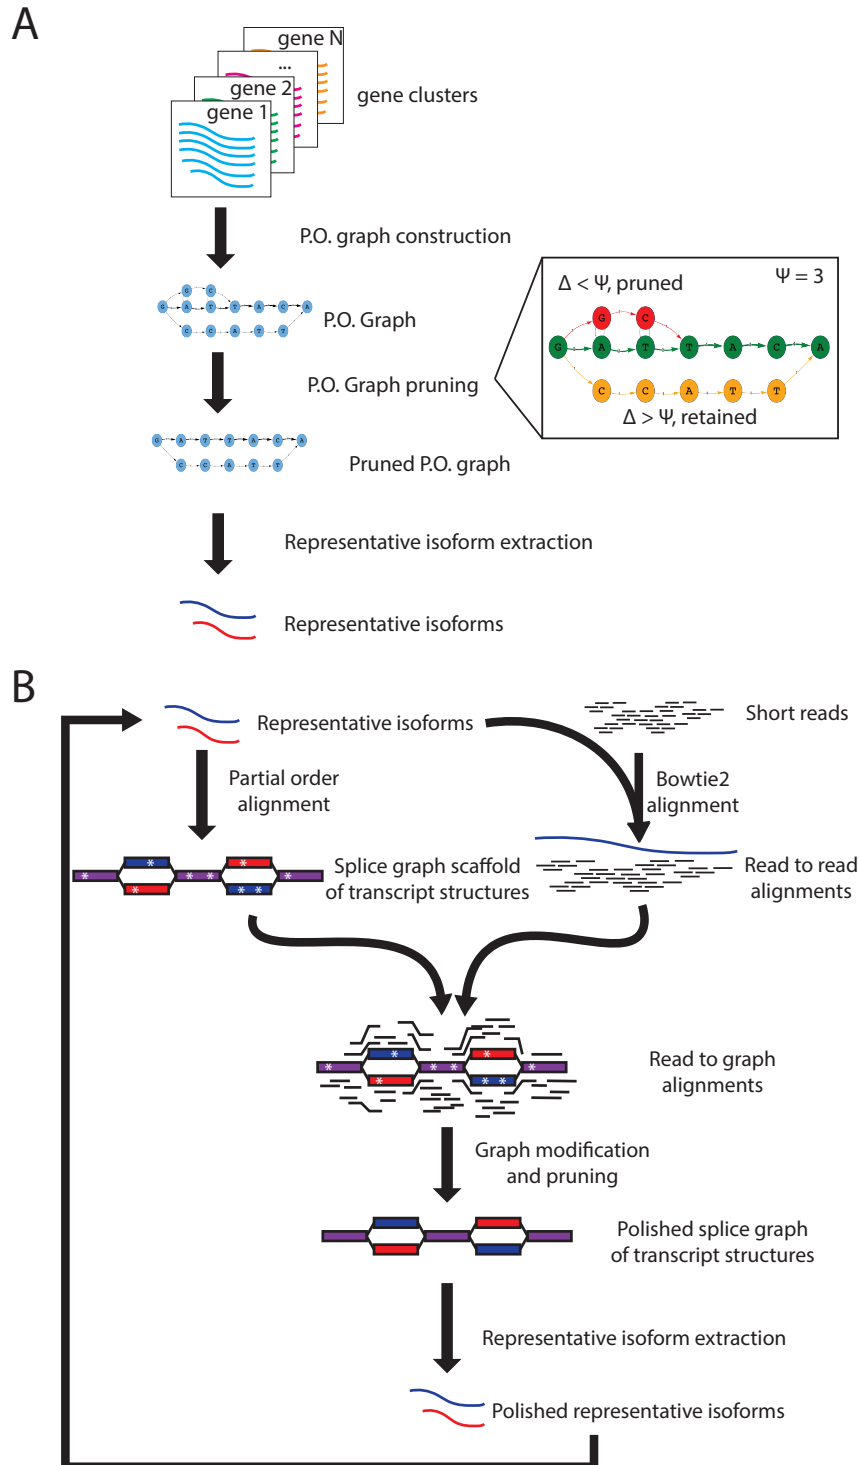 A
gene N
...
gene 2
gene 1
gene clusters
P.O. graph construction
G C
G A T T A C A
C C A T T
P.O. Graph
P.O. Graph pruning
Δ < Ψ, pruned
Ψ = 3
G C
G A T T A C A
C C A T T
Δ > Ψ, retained
G A T T A C A
C C A T T
Pruned P.O. graph
Representative isoform extraction
Representative isoforms
B
Representative isoforms
Short reads
Partial order
alignment
Bowtie2
alignment
* *
* * * *
* * *
Splice graph scaffold
of transcript structures
Read to read
alignments
* *
* * * *
* * *
Read to graph
alignments
Graph modification
and pruning
Polished splice graph
of transcript structures
Representative isoform extraction
Polished representative isoforms